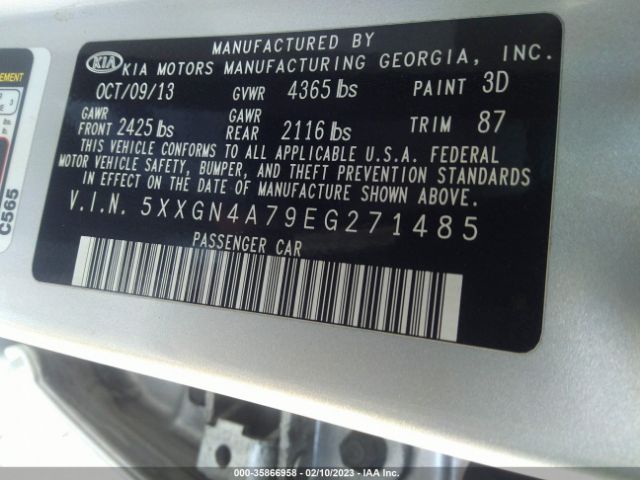 MANUFACTURED BY
KIA KIA MOTORS MANUFACTURING GEORGIA, INC.
OCT/09/13 GVWR 4365 lbs PAINT 3D
GAWR FRONT 2425 lbs GAWR REAR 2116 lbs TRIM 87
THIS VEHICLE CONFORMS TO ALL APPLICABLE U.S.A. FEDERAL
MOTOR VEHICLE SAFETY, BUMPER, AND THEFT PREVENTION STANDARDS
IN EFFECT ON THE DATE OF MANUFACTURE SHOWN ABOVE.
V.I.N. 5XXGN4A79EG271485
PASSENGER CAR
C565
000-35866958 - 02/10/2023 - IAA Inc.